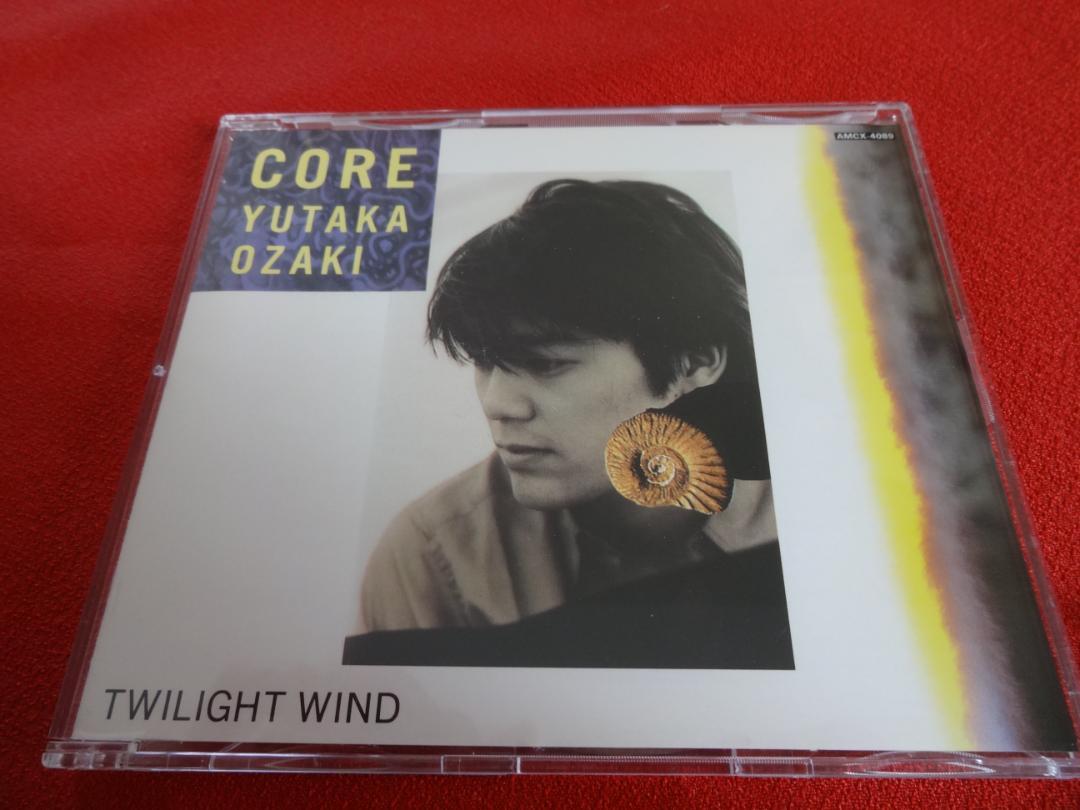 CORE
YUTAKA
OZAKI
AMCX-4089
TWILIGHT WIND